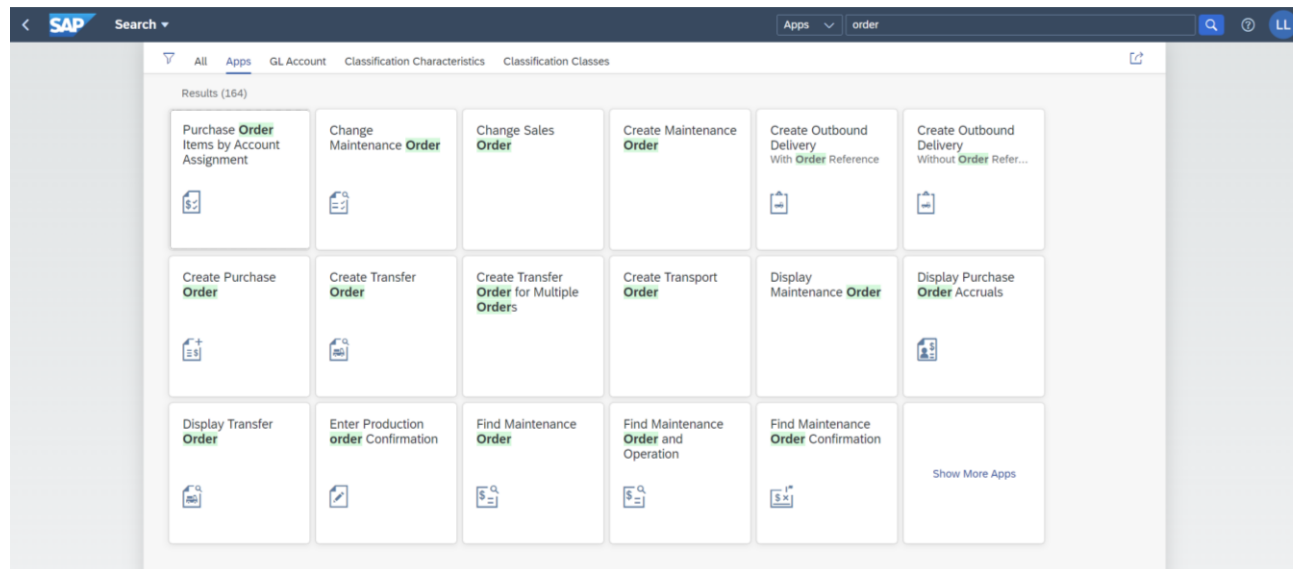 SAP Search
Apps order
LL
All Apps GL Account Classification Characteristics Classification Classes
Results (164)
Purchase Order
Items by Account
Assignment
Change
Maintenance Order
Change Sales
Order
Create Maintenance
Order
Create Outbound
Delivery
With Order Reference
Create Outbound
Delivery
Without Order Refer...
Create Purchase
Order
Create Transfer
Order
Create Transfer
Order for Multiple
Orders
Create Transport
Order
Display
Maintenance Order
Display Purchase
Order Accruals
Display Transfer
Order
Enter Production
order Confirmation
Find Maintenance
Order
Find Maintenance
Order and
Operation
Find Maintenance
Order Confirmation
Show More Apps